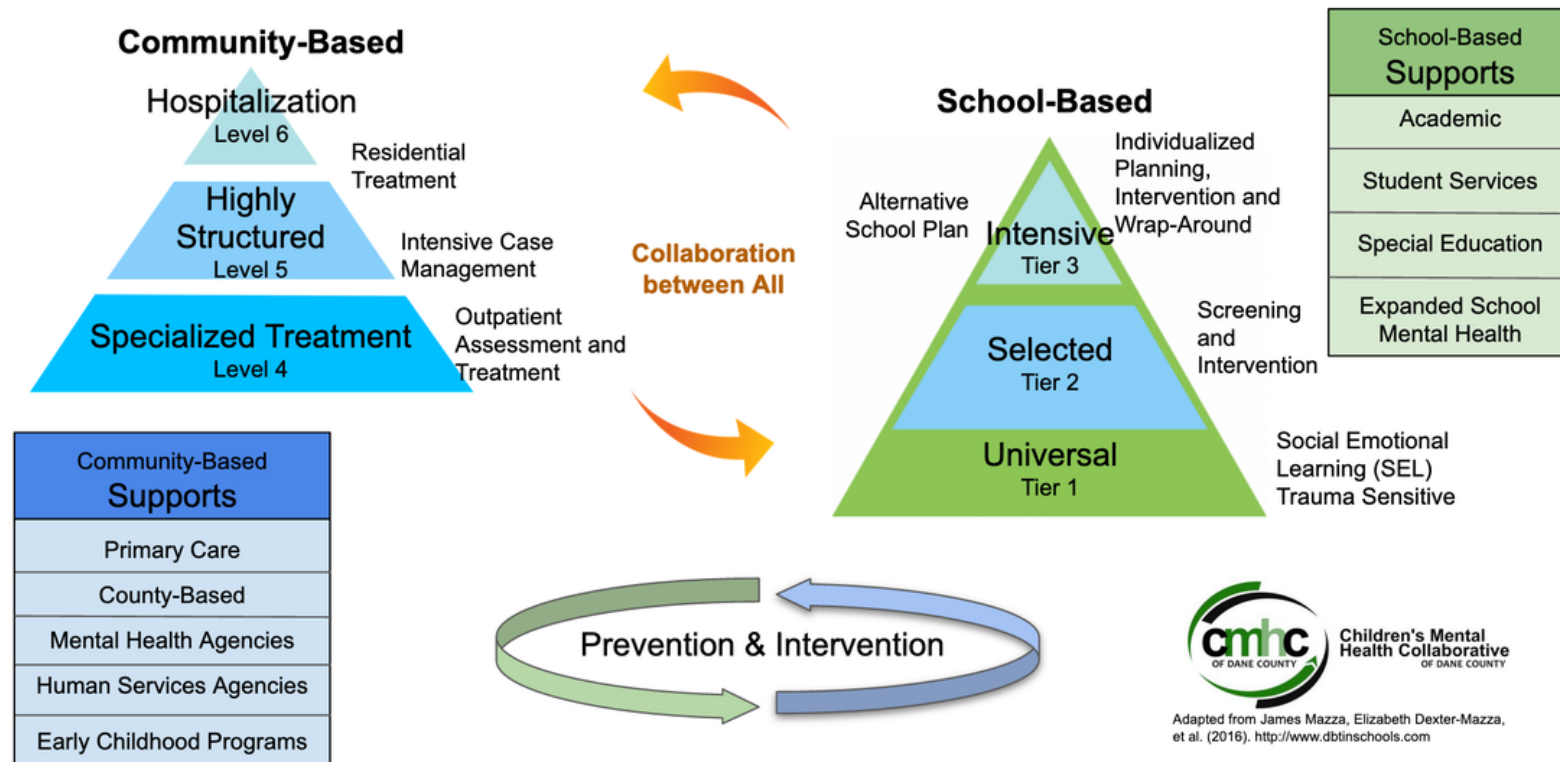 Community-Based
Hospitalization
Level 6
Residential
Treatment
Highly
Structured
Level 5
Intensive Case
Management
Specialized Treatment
Level 4
Outpatient
Assessment and
Treatment
Community-Based
Supports
Primary Care
County-Based
Mental Health Agencies
Human Services Agencies
Early Childhood Programs
Collaboration
between All
School-Based
Alternative
School Plan
Individualized
Planning,
Intervention and
Wrap-Around
Intensive
Tier 3
Screening
and
Intervention
Selected
Tier 2
Universal
Tier 1
Social Emotional
Learning (SEL)
Trauma Sensitive
School-Based
Supports
Academic
Student Services
Special Education
Expanded School
Mental Health
Prevention & Intervention
cmhc
OF DANE COUNTY
Children's Mental
Health Collaborative
OF DANE COUNTY
Adapted from James Mazza, Elizabeth Dexter-Mazza,
et al. (2016). http://www.dbtinschools.com